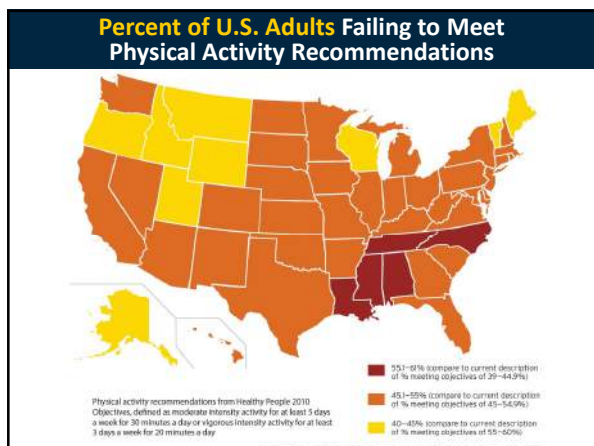 Percent of U.S. Adults Failing to Meet
Physical Activity Recommendations
55.1–61% (compare to current description
of % meeting objectives of 39–44.9%)
45.1–55% (compare to current description
of % meeting objectives of 45–54.9%)
40–45% (compare to current description
of % meeting objectives of 55–60%)
Physical activity recommendations from Healthy People 2010
Objectives, defined as moderate intensity activity for at least 5 days
a week for 30 minutes a day or vigorous intensity activity for at least
3 days a week for 20 minutes a day